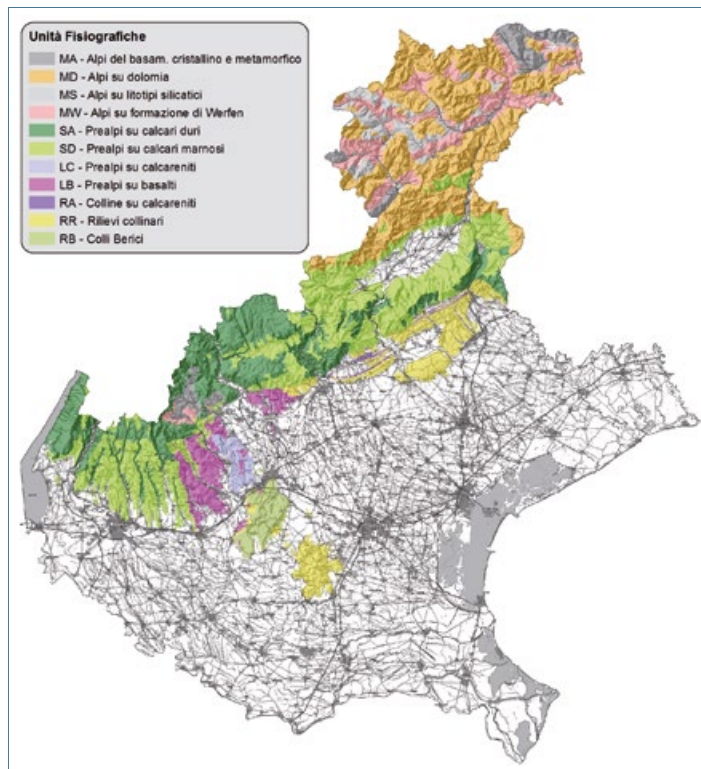 Unità Fisiografiche
MA - Alpi del basam. cristallino e metamorfico
MD - Alpi su dolomia
MS - Alpi su litotipi silicatici
MW - Alpi su formazione di Werfen
SA - Prealpi su calcari duri
SD - Prealpi su calcari marnosi
LC - Prealpi su calcareniti
LB - Prealpi su basalti
RA - Colline su calcareniti
RR - Rilievi collinari
RB - Colli Berici